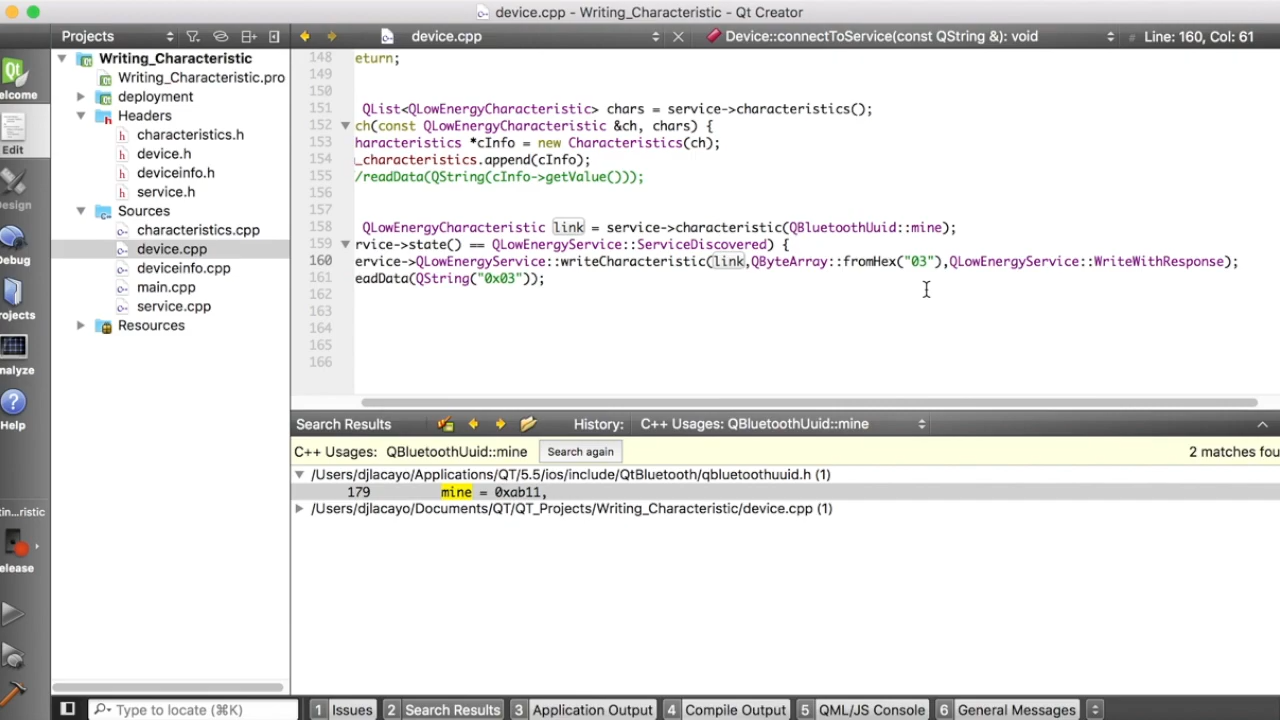 device.cpp - Writing_Characteristic - Qt Creator
Projects
device.cpp
Device::connectToService(const QString &): void
Line: 160, Col: 61
elcome
Edit
Design
Debug
rojects
nalyze
Help
tin...ristic
elease
Writing_Characteristic
Writing_Characteristic.pro
deployment
Headers
characteristics.h
device.h
deviceinfo.h
service.h
Sources
characteristics.cpp
device.cpp
deviceinfo.cpp
main.cpp
service.cpp
Resources
148 eturn;
149
150
151 QList<QLowEnergyCharacteristic> chars = service->characteristics();
152 ch(const QLowEnergyCharacteristic &ch, chars) {
153 haracteristics *cInfo = new Characteristics(ch);
154 _characteristics.append(cInfo);
155 /readData(QString(cInfo->getValue()));
156
157
158 QLowEnergyCharacteristic link = service->characteristic(QBluetoothUuid::mine);
159 rvice->state() == QLowEnergyService::ServiceDiscovered) {
160 ervice->QLowEnergyService::writeCharacteristic(link,QByteArray::fromHex("03"),QLowEnergyService::WriteWithResponse);
161 eadData(QString("0x03"));
162
163
164
165
166
Search Results
History:
C++ Usages: QBluetoothUuid::mine
C++ Usages: QBluetoothUuid::mine
Search again
2 matches fou
/Users/djlacayo/Applications/QT/5.5/ios/include/QtBluetooth/qbluetoothuuid.h (1)
179 mine = 0xab11,
/Users/djlacayo/Documents/QT/QT_Projects/Writing_Characteristic/device.cpp (1)
Type to locate (⌘K)
1 Issues
2 Search Results
3 Application Output
4 Compile Output
5 QML/JS Console
6 General Messages